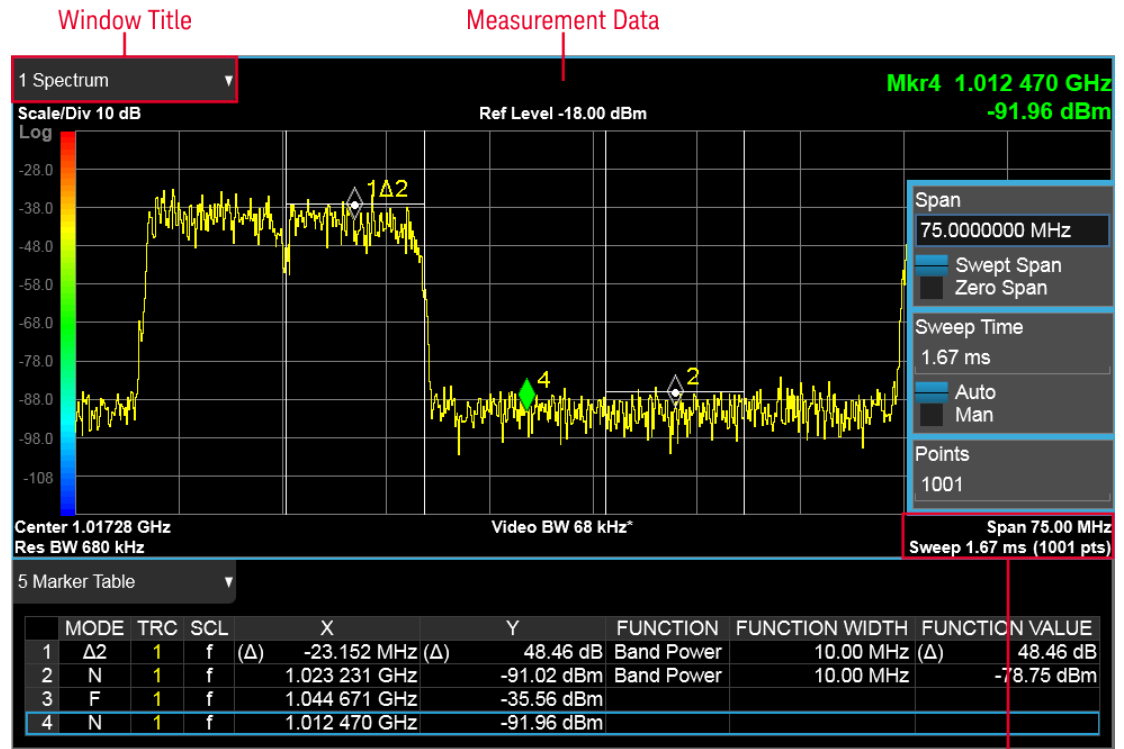 Window Title
Measurement Data
1 Spectrum ▼
Mkr4 1.012 470 GHz
-91.96 dBm
Scale/Div 10 dB
Ref Level -18.00 dBm
Log
-28.0
-38.0
-48.0
-58.0
-68.0
-78.0
-88.0
-98.0
-108
1Δ2
4
2
Span
75.0000000 MHz
Swept Span
Zero Span
Sweep Time
1.67 ms
Auto
Man
Points
1001
Center 1.01728 GHz
Video BW 68 kHz*
Span 75.00 MHz
Res BW 680 kHz
Sweep 1.67 ms (1001 pts)
5 Marker Table ▼
MODE TRC SCL X Y FUNCTION FUNCTION WIDTH FUNCTION VALUE
1 Δ2 1 f (Δ) -23.152 MHz (Δ) 48.46 dB Band Power 10.00 MHz (Δ) 48.46 dB
2 N 1 f 1.023 231 GHz -91.02 dBm Band Power 10.00 MHz -78.75 dBm
3 F 1 f 1.044 671 GHz -35.56 dBm
4 N 1 f 1.012 470 GHz -91.96 dBm